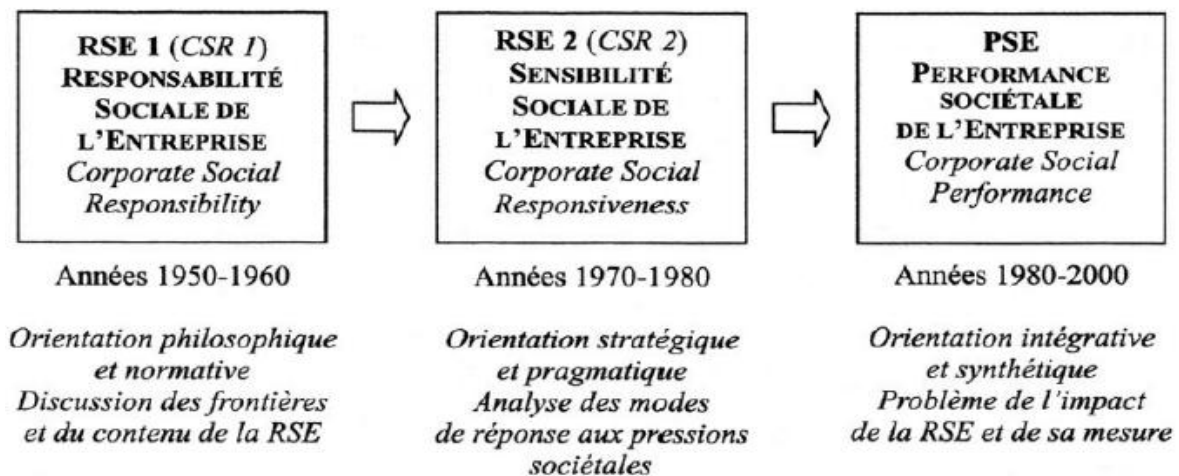 RSE 1 (CSR 1)
RESPONSABILITÉ
SOCIALE DE
L'ENTREPRISE
Corporate Social
Responsibility
Années 1950-1960
Orientation philosophique
et normative
Discussion des frontières
et du contenu de la RSE
RSE 2 (CSR 2)
SENSIBILITÉ
SOCIALE DE
L'ENTREPRISE
Corporate Social
Responsiveness
Années 1970-1980
Orientation stratégique
et pragmatique
Analyse des modes
de réponse aux pressions
sociétales
PSE
PERFORMANCE
SOCIÉTALE
DE L'ENTREPRISE
Corporate Social
Performance
Années 1980-2000
Orientation intégrative
et synthétique
Problème de l'impact
de la RSE et de sa mesure